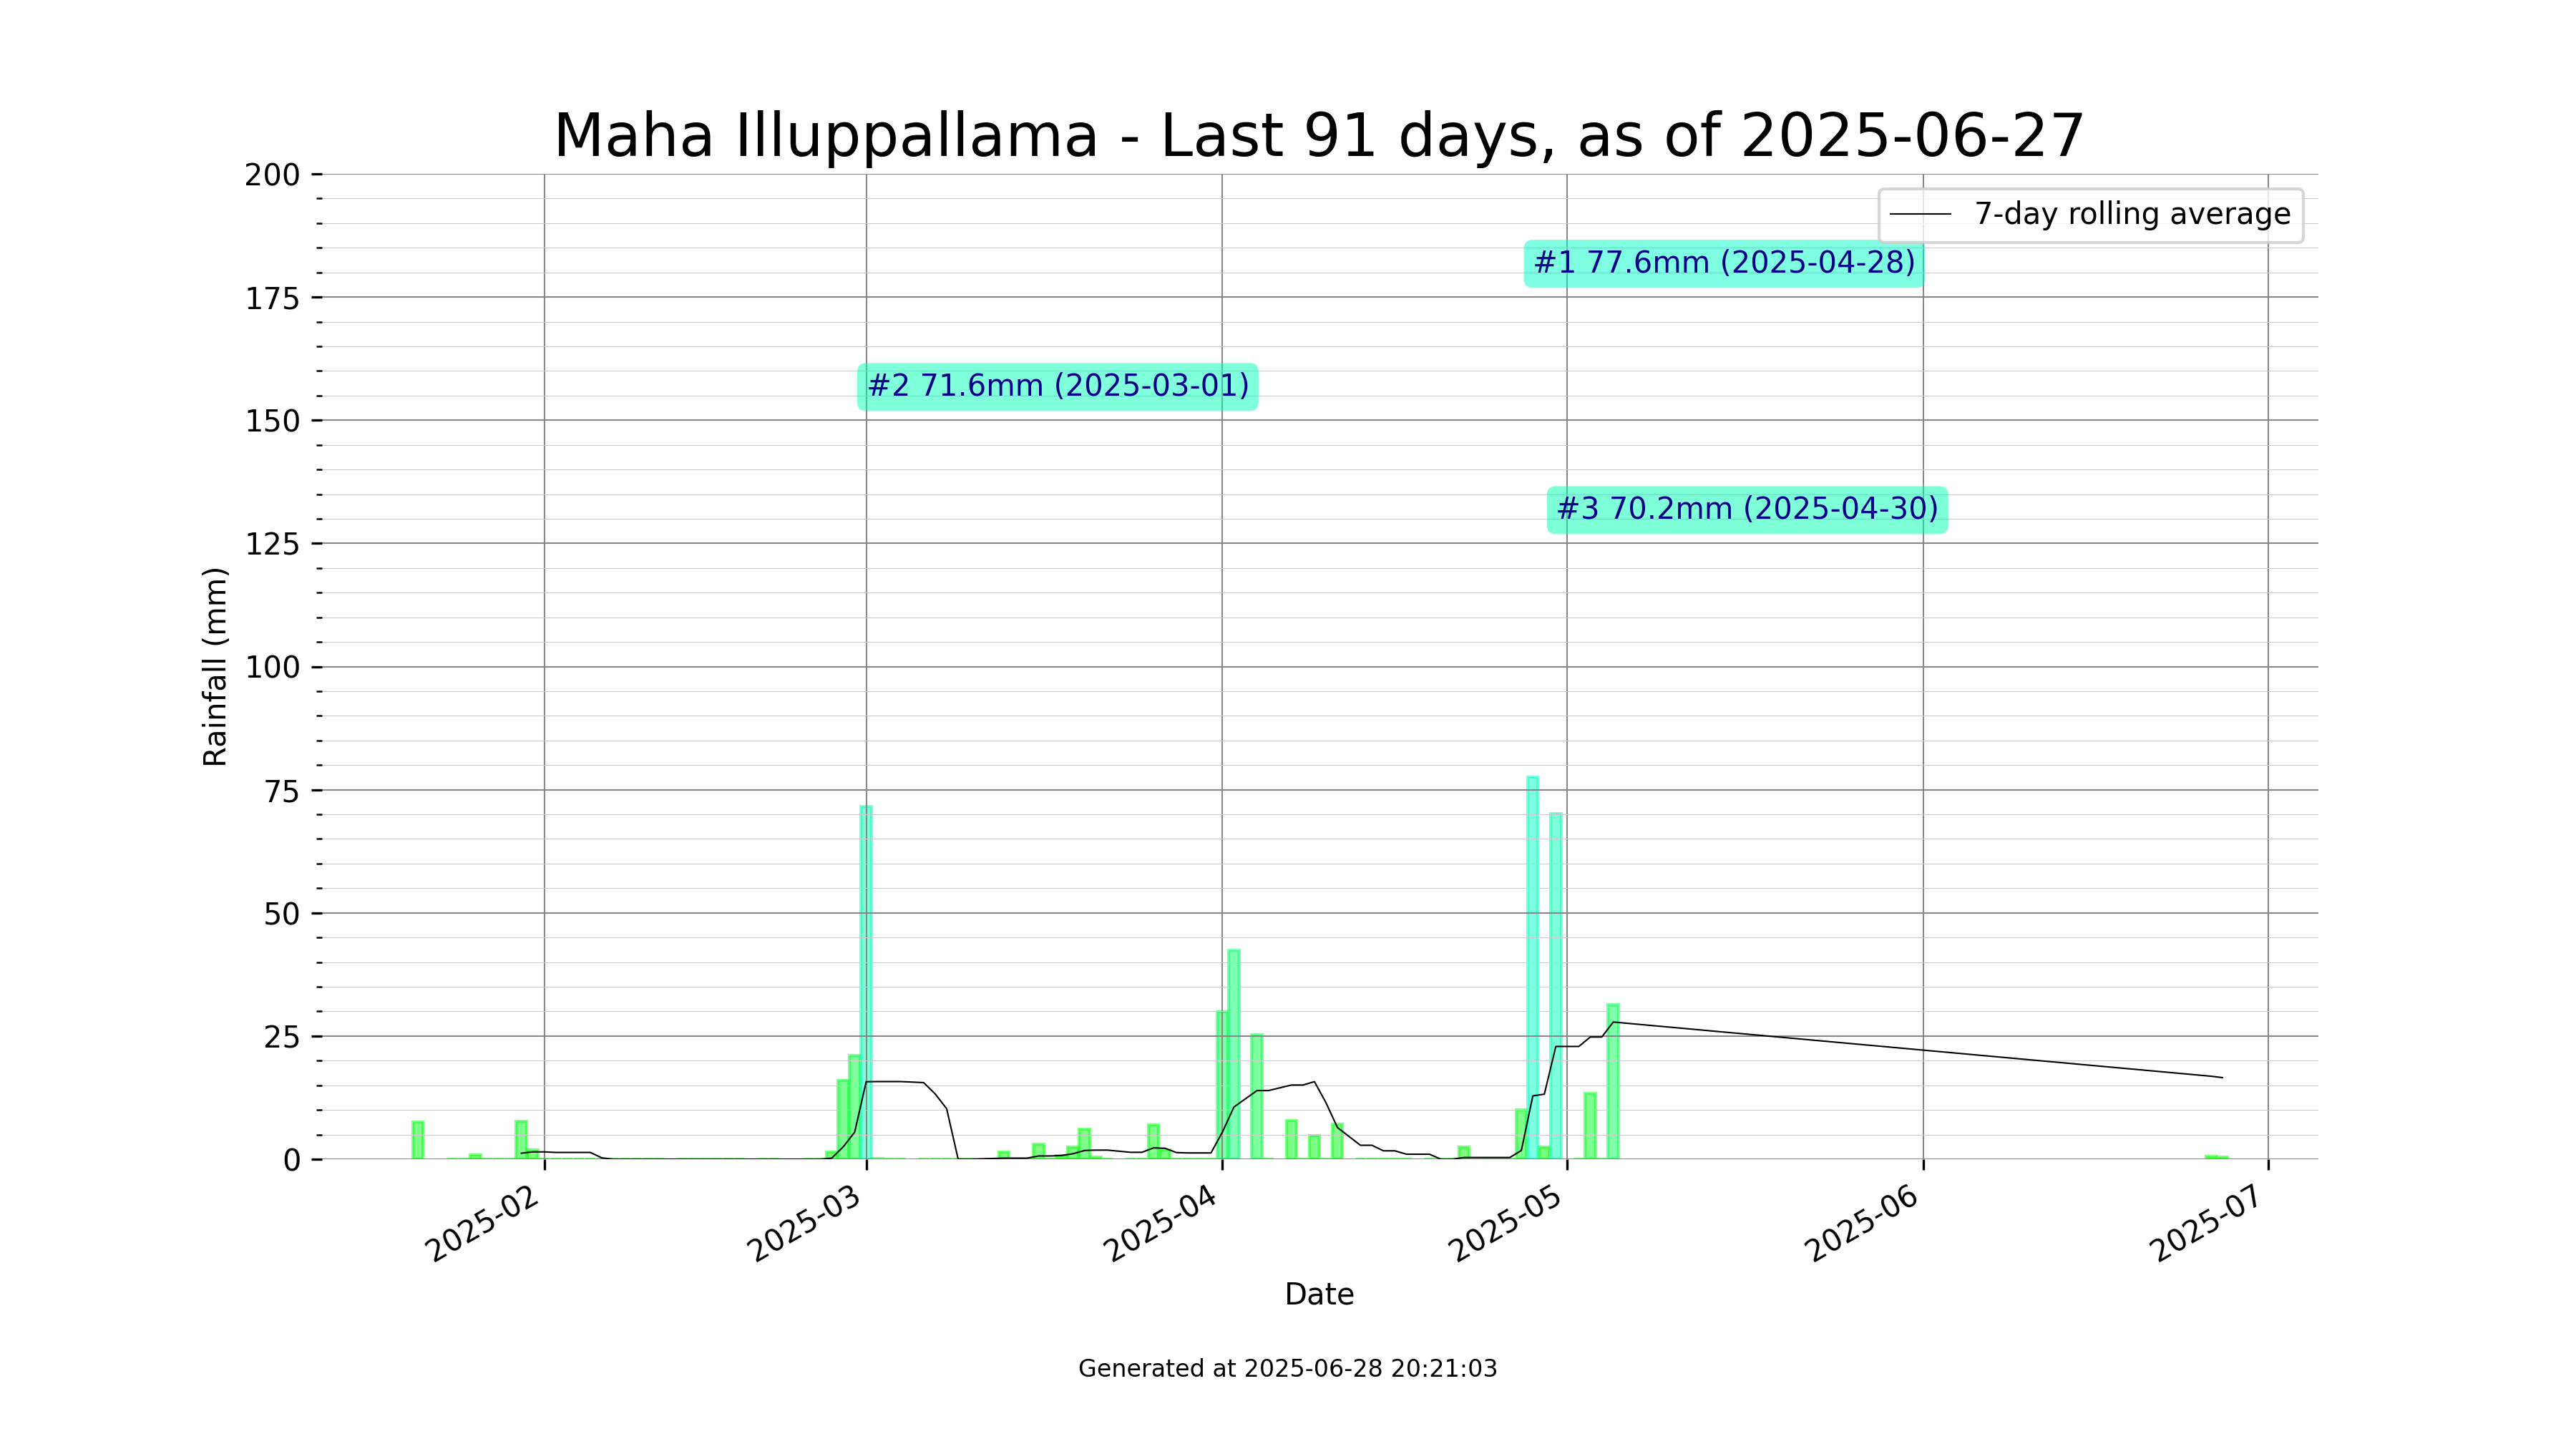 Maha Illuppallama - Last 91 days, as of 2025-06-27
7-day rolling average
#1 77.6mm (2025-04-28)
#2 71.6mm (2025-03-01)
#3 70.2mm (2025-04-30)
Rainfall (mm)
200
175
150
125
100
75
50
25
0
2025-02
2025-03
2025-04
2025-05
2025-06
2025-07
Date
Generated at 2025-06-28 20:21:03